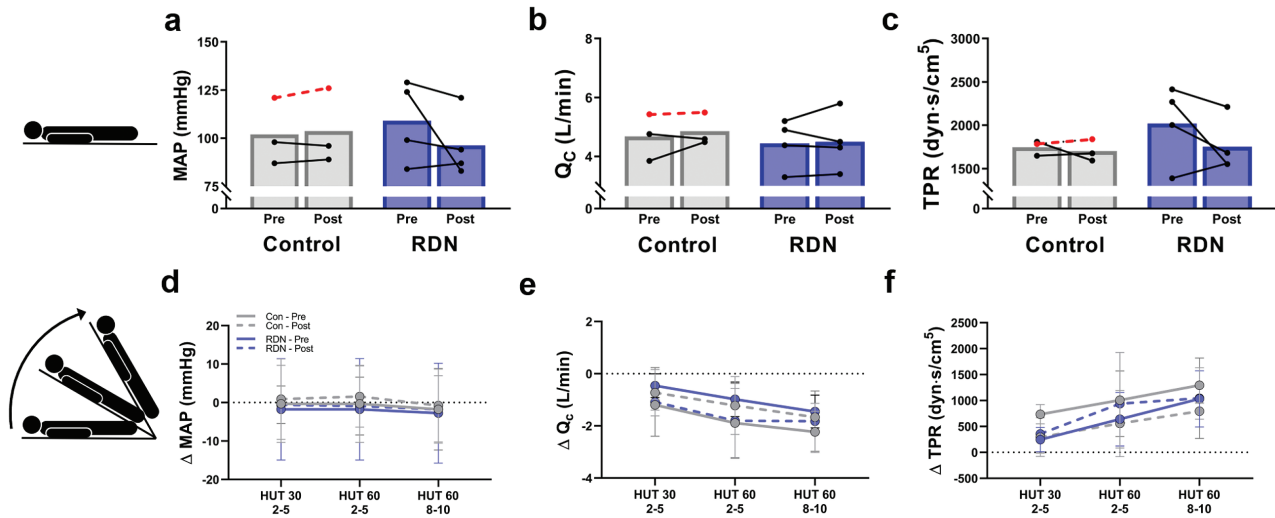 a
MAP (mmHg)
150
125
100
75
0
Pre Post Pre Post
Control RDN
b
Q_C (L/min)
8
6
4
0
Pre Post Pre Post
Control RDN
c
TPR (dyn·s/cm⁵)
3000
2500
2000
1500
0
Pre Post Pre Post
Control RDN
d
Δ MAP (mmHg)
20
10
0
-10
-20
Con - Pre
Con - Post
RDN - Pre
RDN - Post
HUT 30 HUT 60 HUT 60
2-5 2-5 8-10
e
Δ Q_C (L/min)
2
0
-2
-4
HUT 30 HUT 60 HUT 60
2-5 2-5 8-10
f
Δ TPR (dyn·s/cm⁵)
2500
2000
1500
1000
500
0
-500
HUT 30 HUT 60 HUT 60
2-5 2-5 8-10